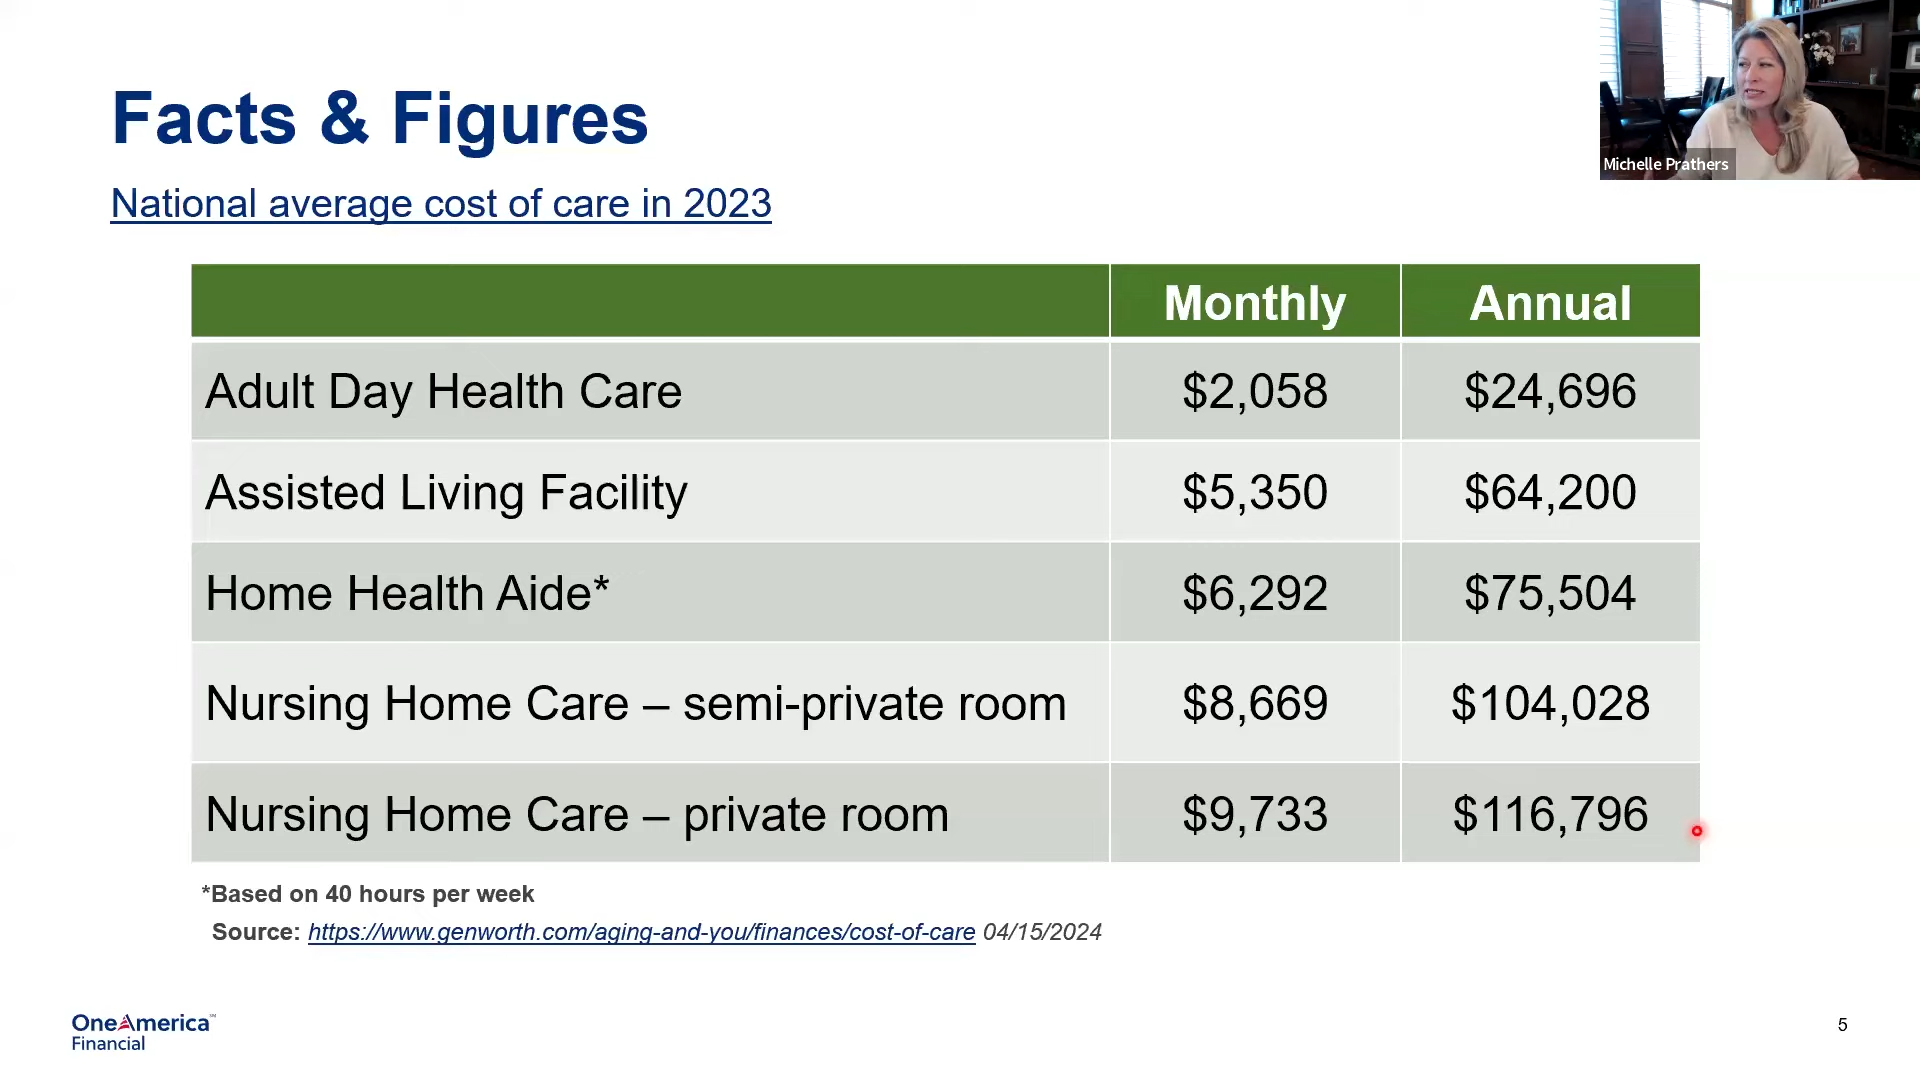 Facts & Figures
National average cost of care in 2023
Michelle Prathers
Monthly Annual
Adult Day Health Care $2,058 $24,696
Assisted Living Facility $5,350 $64,200
Home Health Aide* $6,292 $75,504
Nursing Home Care – semi-private room $8,669 $104,028
Nursing Home Care – private room $9,733 $116,796
*Based on 40 hours per week
Source: https://www.genworth.com/aging-and-you/finances/cost-of-care 04/15/2024
OneAmerica℠
Financial
5